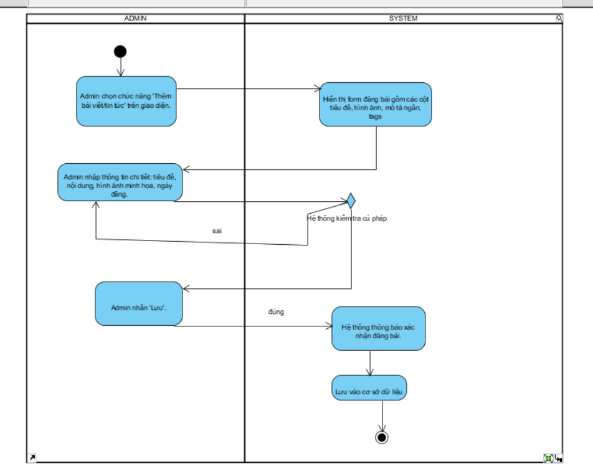 ADMIN
SYSTEM
Admin chọn chức năng 'Thêm
bài viết/tin tức' trên giao diện.
Hiển thị form đăng bài gồm các cột
tiêu đề, hình ảnh, mô tả ngắn,
tags
Admin nhập thông tin chi tiết: tiêu đề,
nội dung, hình ảnh minh họa, ngày
đăng.
Hệ thống kiểm tra cú pháp
sai
Admin nhấn 'Lưu'.
đúng
Hệ thống thông báo xác
nhận đăng bài.
Lưu vào cơ sở dữ liệu